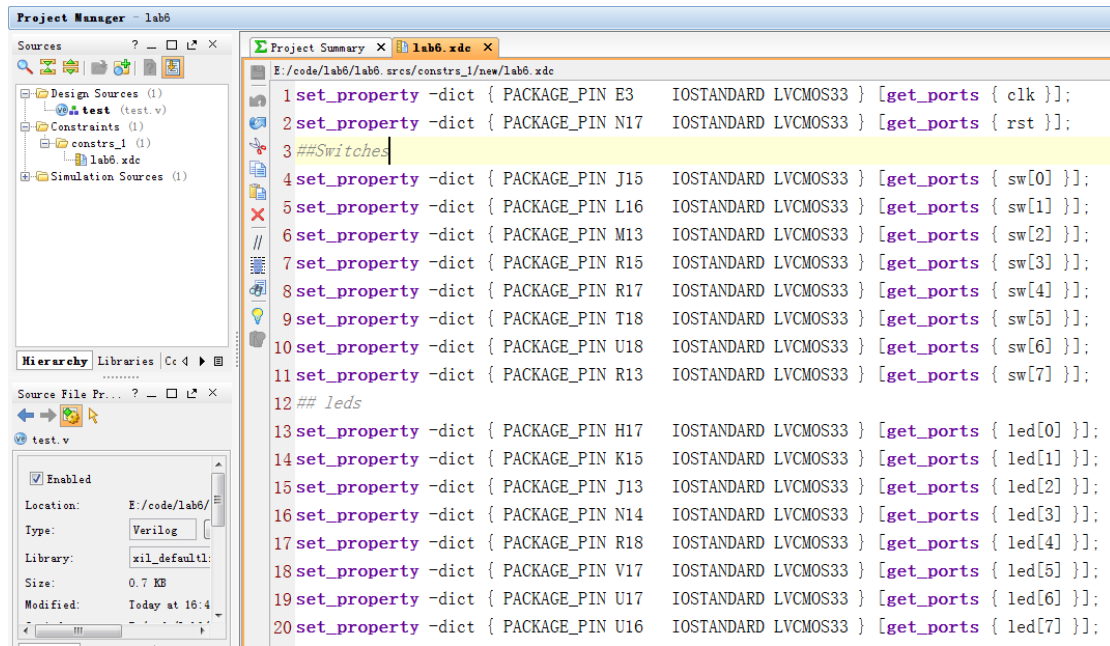 Project Manager - lab6
Sources
Design Sources (1)
test (test.v)
Constraints (1)
constrs_1 (1)
lab6.xdc
Simulation Sources (1)
Hierarchy Libraries
Source File Pr...
test.v
Enabled
Location: E:/code/lab6/
Type: Verilog
Library: xil_defaultl:
Size: 0.7 KB
Modified: Today at 16:4
Project Summary lab6.xdc
E:/code/lab6/lab6.srcs/constrs_1/new/lab6.xdc
1 set_property -dict { PACKAGE_PIN E3 IOSTANDARD LVCMOS33 } [get_ports { clk }];
2 set_property -dict { PACKAGE_PIN N17 IOSTANDARD LVCMOS33 } [get_ports { rst }];
3 ##Switches
4 set_property -dict { PACKAGE_PIN J15 IOSTANDARD LVCMOS33 } [get_ports { sw[0] }];
5 set_property -dict { PACKAGE_PIN L16 IOSTANDARD LVCMOS33 } [get_ports { sw[1] }];
6 set_property -dict { PACKAGE_PIN M13 IOSTANDARD LVCMOS33 } [get_ports { sw[2] }];
7 set_property -dict { PACKAGE_PIN R15 IOSTANDARD LVCMOS33 } [get_ports { sw[3] }];
8 set_property -dict { PACKAGE_PIN R17 IOSTANDARD LVCMOS33 } [get_ports { sw[4] }];
9 set_property -dict { PACKAGE_PIN T18 IOSTANDARD LVCMOS33 } [get_ports { sw[5] }];
10 set_property -dict { PACKAGE_PIN U18 IOSTANDARD LVCMOS33 } [get_ports { sw[6] }];
11 set_property -dict { PACKAGE_PIN R13 IOSTANDARD LVCMOS33 } [get_ports { sw[7] }];
12 ## leds
13 set_property -dict { PACKAGE_PIN H17 IOSTANDARD LVCMOS33 } [get_ports { led[0] }];
14 set_property -dict { PACKAGE_PIN K15 IOSTANDARD LVCMOS33 } [get_ports { led[1] }];
15 set_property -dict { PACKAGE_PIN J13 IOSTANDARD LVCMOS33 } [get_ports { led[2] }];
16 set_property -dict { PACKAGE_PIN N14 IOSTANDARD LVCMOS33 } [get_ports { led[3] }];
17 set_property -dict { PACKAGE_PIN R18 IOSTANDARD LVCMOS33 } [get_ports { led[4] }];
18 set_property -dict { PACKAGE_PIN V17 IOSTANDARD LVCMOS33 } [get_ports { led[5] }];
19 set_property -dict { PACKAGE_PIN U17 IOSTANDARD LVCMOS33 } [get_ports { led[6] }];
20 set_property -dict { PACKAGE_PIN U16 IOSTANDARD LVCMOS33 } [get_ports { led[7] }];